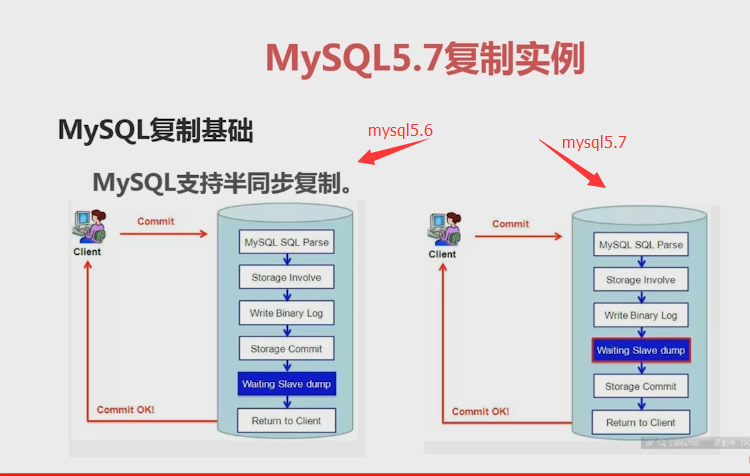 MySQL5.7复制实例
MySQL复制基础
mysql5.6
mysql5.7
MySQL支持半同步复制。
Client
Commit
MySQL SQL Parse
Storage Involve
Write Binary Log
Storage Commit
Waiting Slave dump
Return to Client
Commit OK!
Client
Commit
MySQL SQL Parse
Storage Involve
Write Binary Log
Waiting Slave dump
Storage Commit
Return to Client
Commit OK!